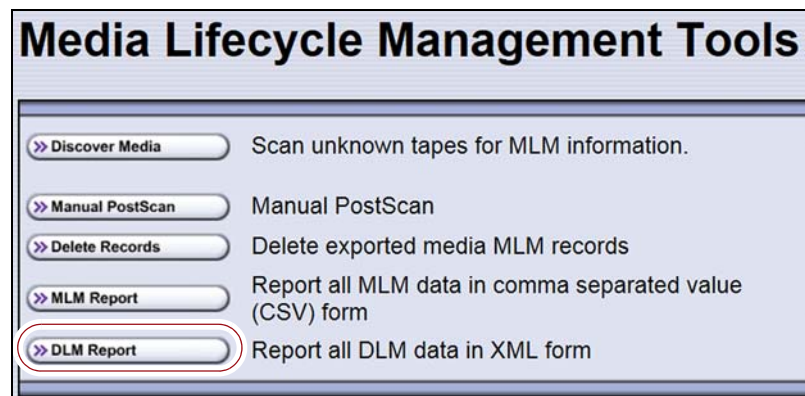 Media Lifecycle Management Tools
>> Discover Media Scan unknown tapes for MLM information.
>> Manual PostScan Manual PostScan
>> Delete Records Delete exported media MLM records
>> MLM Report Report all MLM data in comma separated value
(CSV) form
>> DLM Report Report all DLM data in XML form